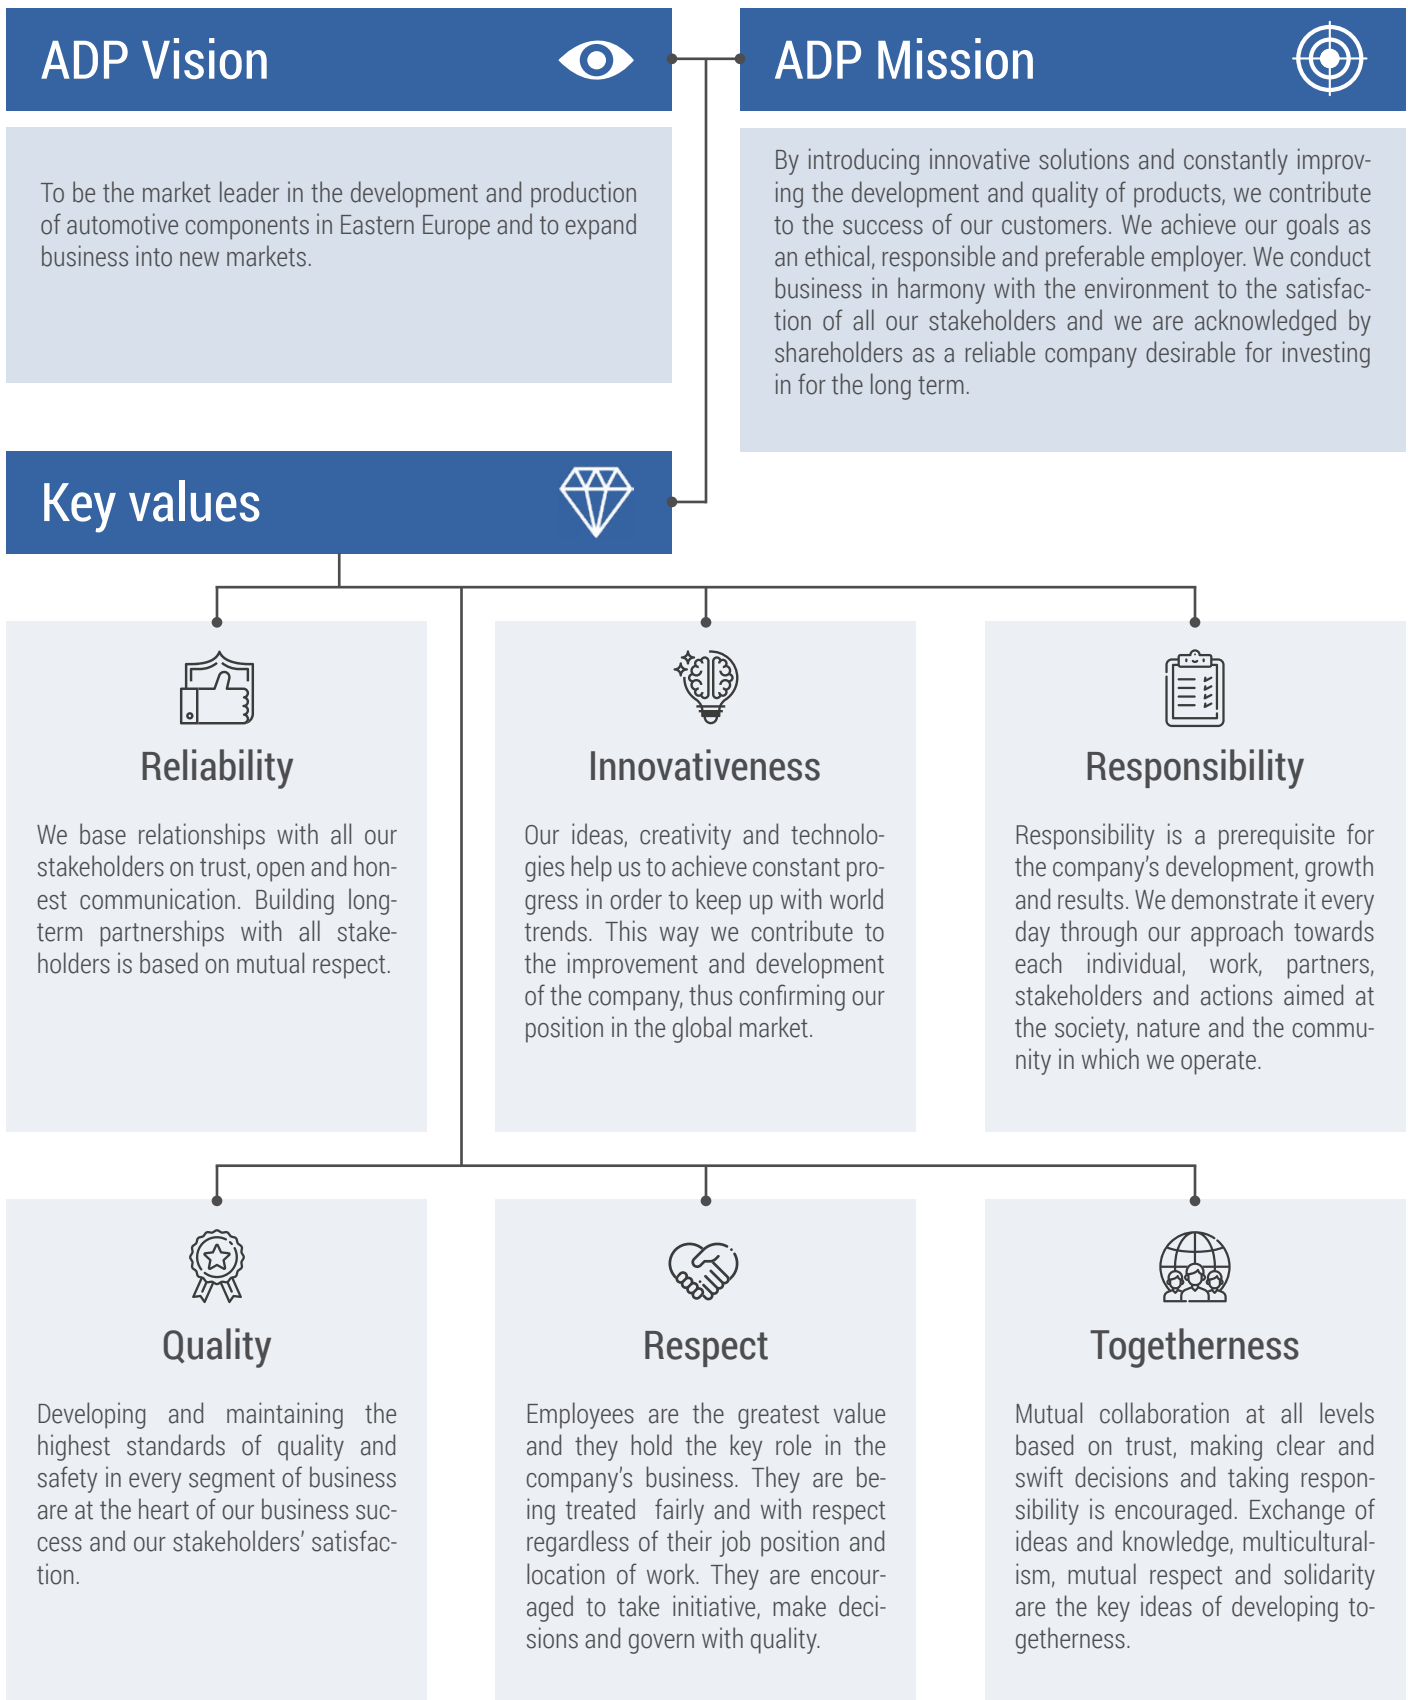 ADP Vision
To be the market leader in the development and production
of automotive components in Eastern Europe and to expand
business into new markets.
ADP Mission
By introducing innovative solutions and constantly improv-
ing the development and quality of products, we contribute
to the success of our customers. We achieve our goals as
an ethical, responsible and preferable employer. We conduct
business in harmony with the environment to the satisfac-
tion of all our stakeholders and we are acknowledged by
shareholders as a reliable company desirable for investing
in for the long term.
Key values
Reliability
We base relationships with all our
stakeholders on trust, open and hon-
est communication. Building long-
term partnerships with all stake-
holders is based on mutual respect.
Innovativeness
Our ideas, creativity and technolo-
gies help us to achieve constant pro-
gress in order to keep up with world
trends. This way we contribute to
the improvement and development
of the company, thus confirming our
position in the global market.
Responsibility
Responsibility is a prerequisite for
the company's development, growth
and results. We demonstrate it every
day through our approach towards
each individual, work, partners,
stakeholders and actions aimed at
the society, nature and the commu-
nity in which we operate.
Quality
Developing and maintaining the
highest standards of quality and
safety in every segment of business
are at the heart of our business suc-
cess and our stakeholders' satisfac-
tion.
Respect
Employees are the greatest value
and they hold the key role in the
company's business. They are be-
ing treated fairly and with respect
regardless of their job position and
location of work. They are encour-
aged to take initiative, make deci-
sions and govern with quality.
Togetherness
Mutual collaboration at all levels
based on trust, making clear and
swift decisions and taking respon-
sibility is encouraged. Exchange of
ideas and knowledge, multicultural-
ism, mutual respect and solidarity
are the key ideas of developing to-
getherness.